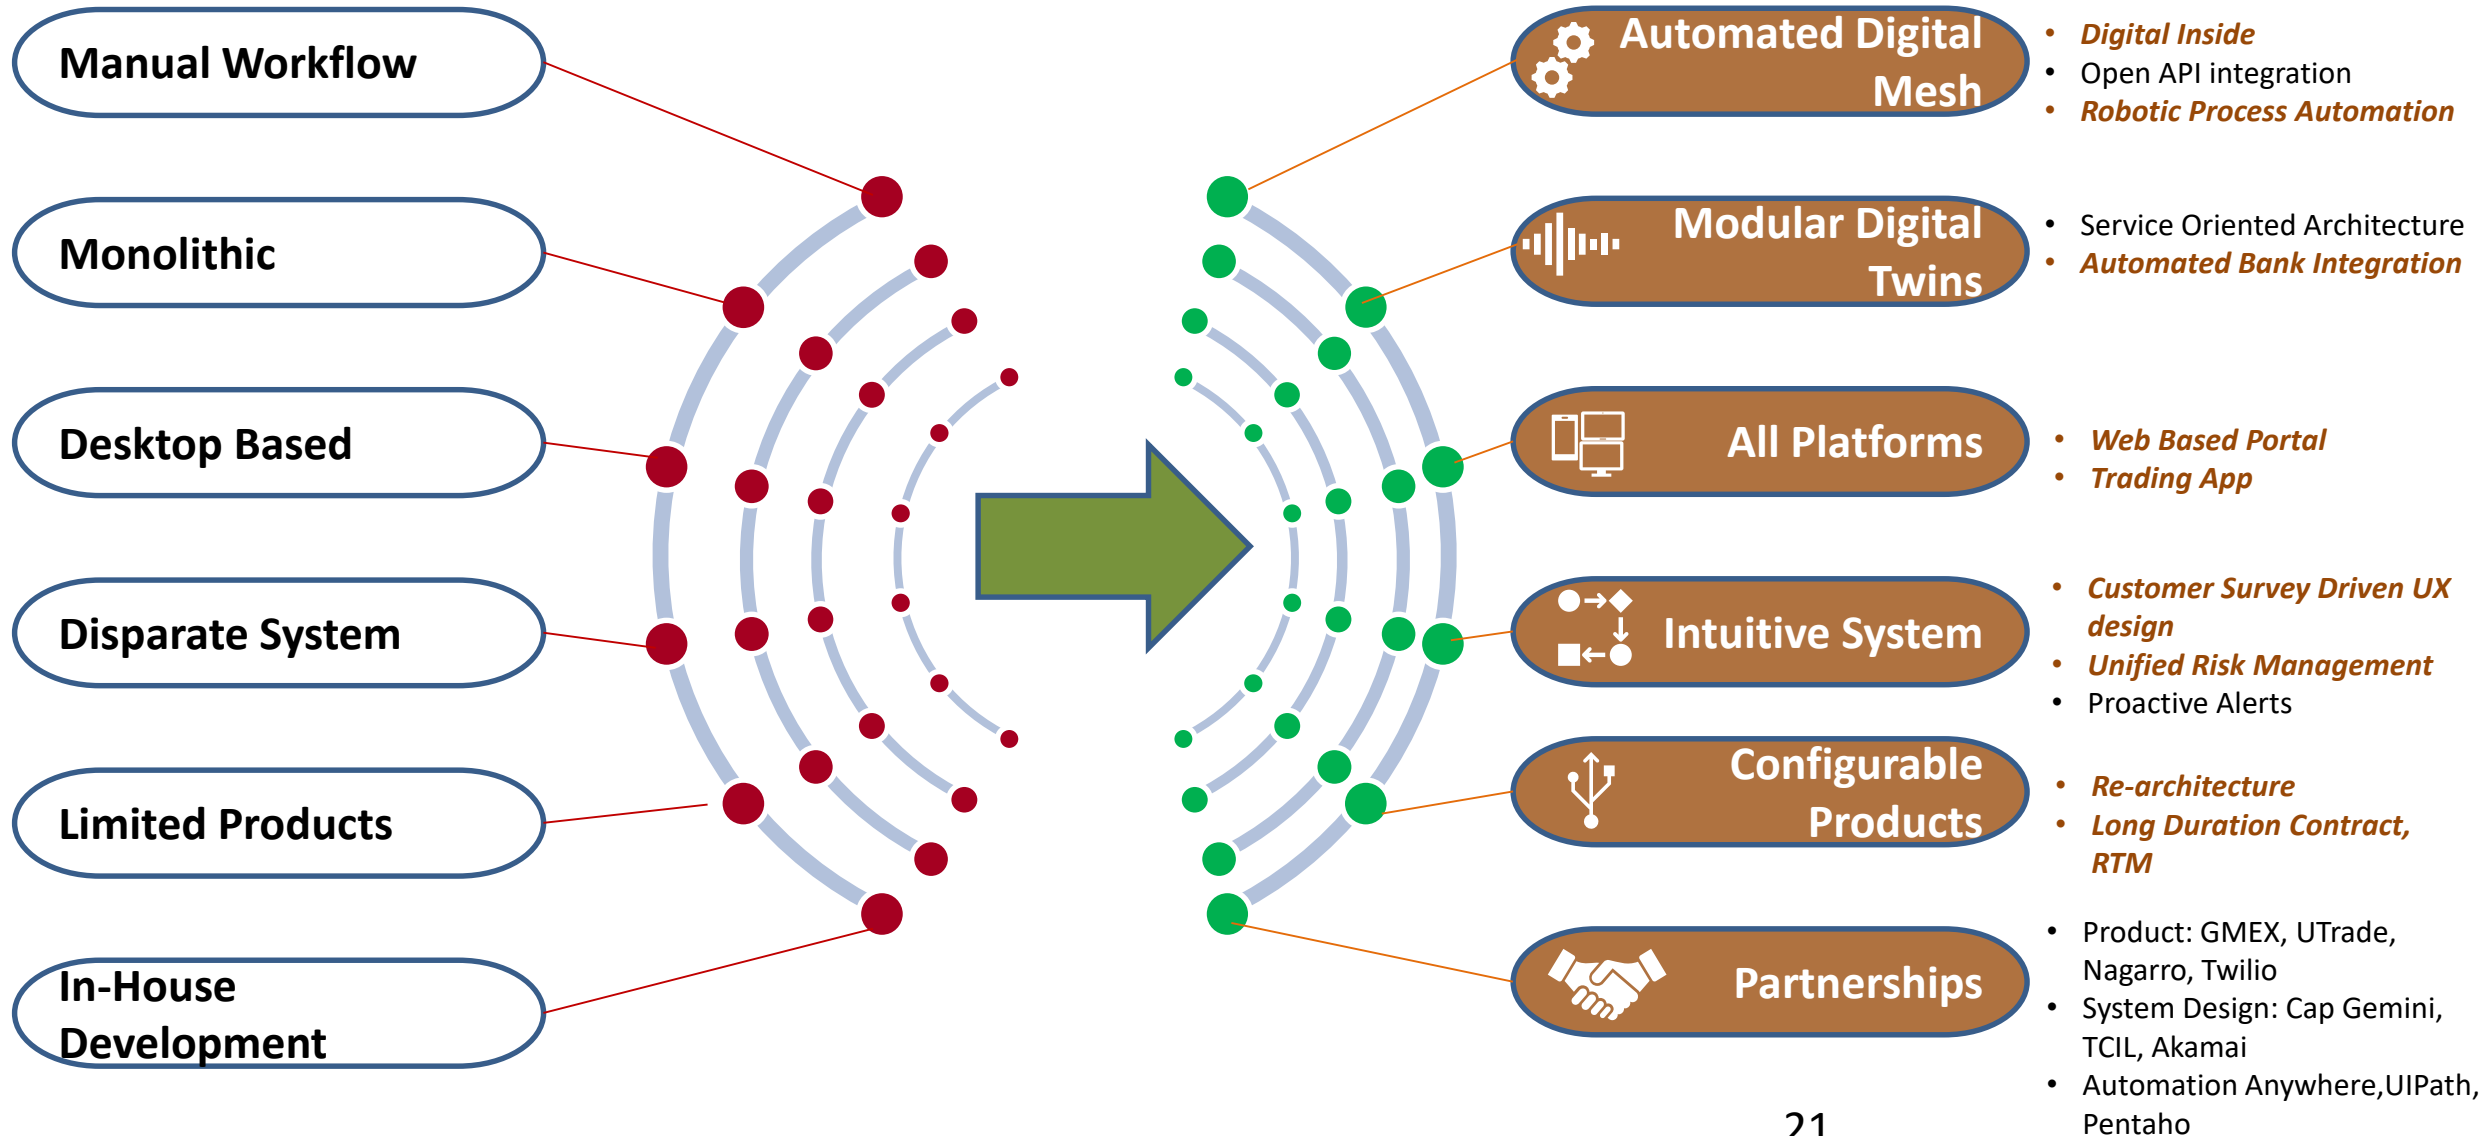 Manual Workflow
Monolithic
Desktop Based
Disparate System
Limited Products
In-House
Development
Automated Digital
Mesh
• Digital Inside
• Open API integration
• Robotic Process Automation
Modular Digital
Twins
• Service Oriented Architecture
• Automated Bank Integration
All Platforms
• Web Based Portal
• Trading App
Intuitive System
• Customer Survey Driven UX
design
• Unified Risk Management
• Proactive Alerts
Configurable
Products
• Re-architecture
• Long Duration Contract,
RTM
Partnerships
• Product: GMEX, UTrade,
Nagarro, Twilio
• System Design: Cap Gemini,
TCIL, Akamai
• Automation Anywhere,UIPath,
Pentaho
21